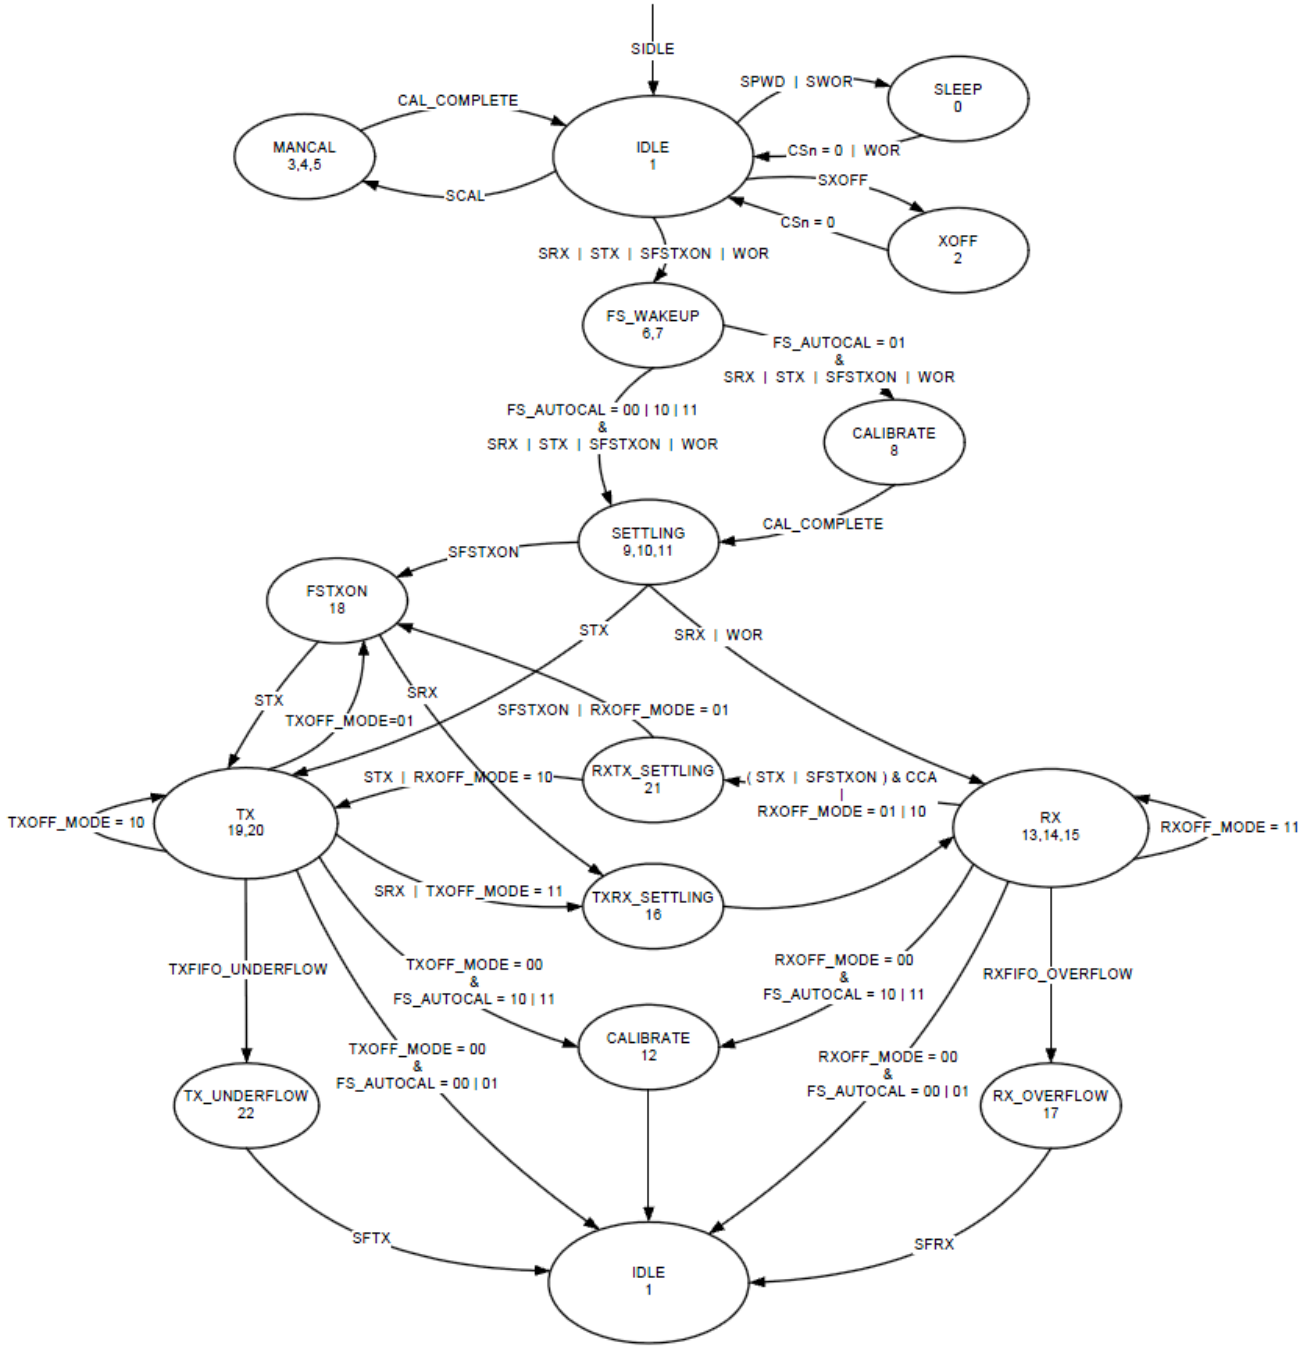 SIDLE
SPWD | SWOR
SLEEP
0
CAL_COMPLETE
MANCAL
3,4,5
IDLE
1
CSn = 0 | WOR
SCAL
SXOFF
CSn = 0
XOFF
2
SRX | STX | SFSTXON | WOR
FS_WAKEUP
6,7
FS_AUTOCAL = 01
&
SRX | STX | SFSTXON | WOR
FS_AUTOCAL = 00 | 10 | 11
&
SRX | STX | SFSTXON | WOR
CALIBRATE
8
SETTLING
9,10,11
CAL_COMPLETE
SFSTXON
FSTXON
18
STX
SRX | WOR
STX
SRX
TXOFF_MODE=01
SFSTXON | RXOFF_MODE = 01
STX | RXOFF_MODE = 10
RXTX_SETTLING
21
( STX | SFSTXON ) & CCA
|
RXOFF_MODE = 01 | 10
TXOFF_MODE = 10
TX
19,20
RX
13,14,15
RXOFF_MODE = 11
SRX | TXOFF_MODE = 11
TXRX_SETTLING
16
TXFIFO_UNDERFLOW
TXOFF_MODE = 00
&
FS_AUTOCAL = 10 | 11
RXOFF_MODE = 00
&
FS_AUTOCAL = 10 | 11
RXFIFO_OVERFLOW
CALIBRATE
12
TXOFF_MODE = 00
&
FS_AUTOCAL = 00 | 01
RXOFF_MODE = 00
&
FS_AUTOCAL = 00 | 01
TX_UNDERFLOW
22
RX_OVERFLOW
17
SFTX
SFRX
IDLE
1